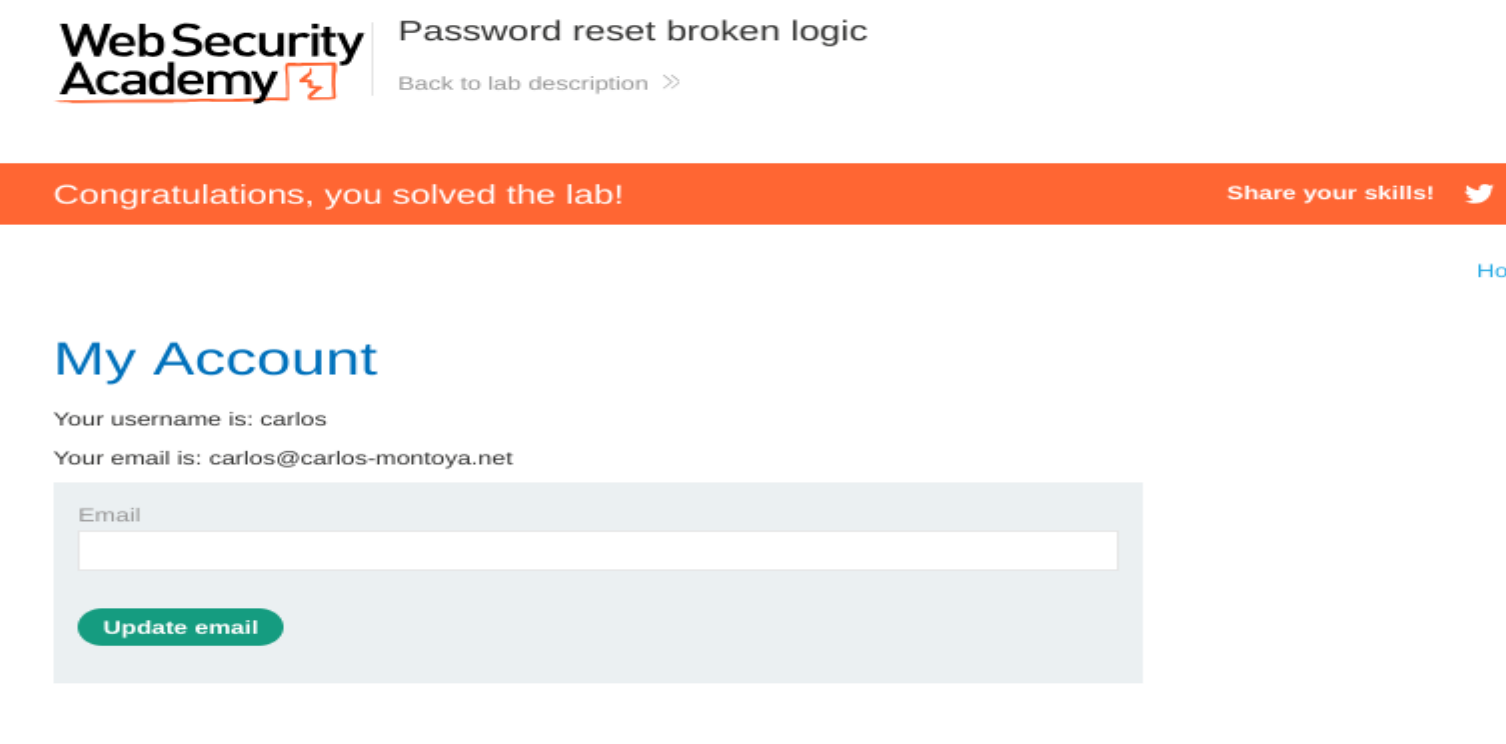 Web Security
Academy
Password reset broken logic
Back to lab description
Congratulations, you solved the lab!
Share your skills!
My Account
Your username is: carlos
Your email is: carlos@carlos-montoya.net
Email
Update email